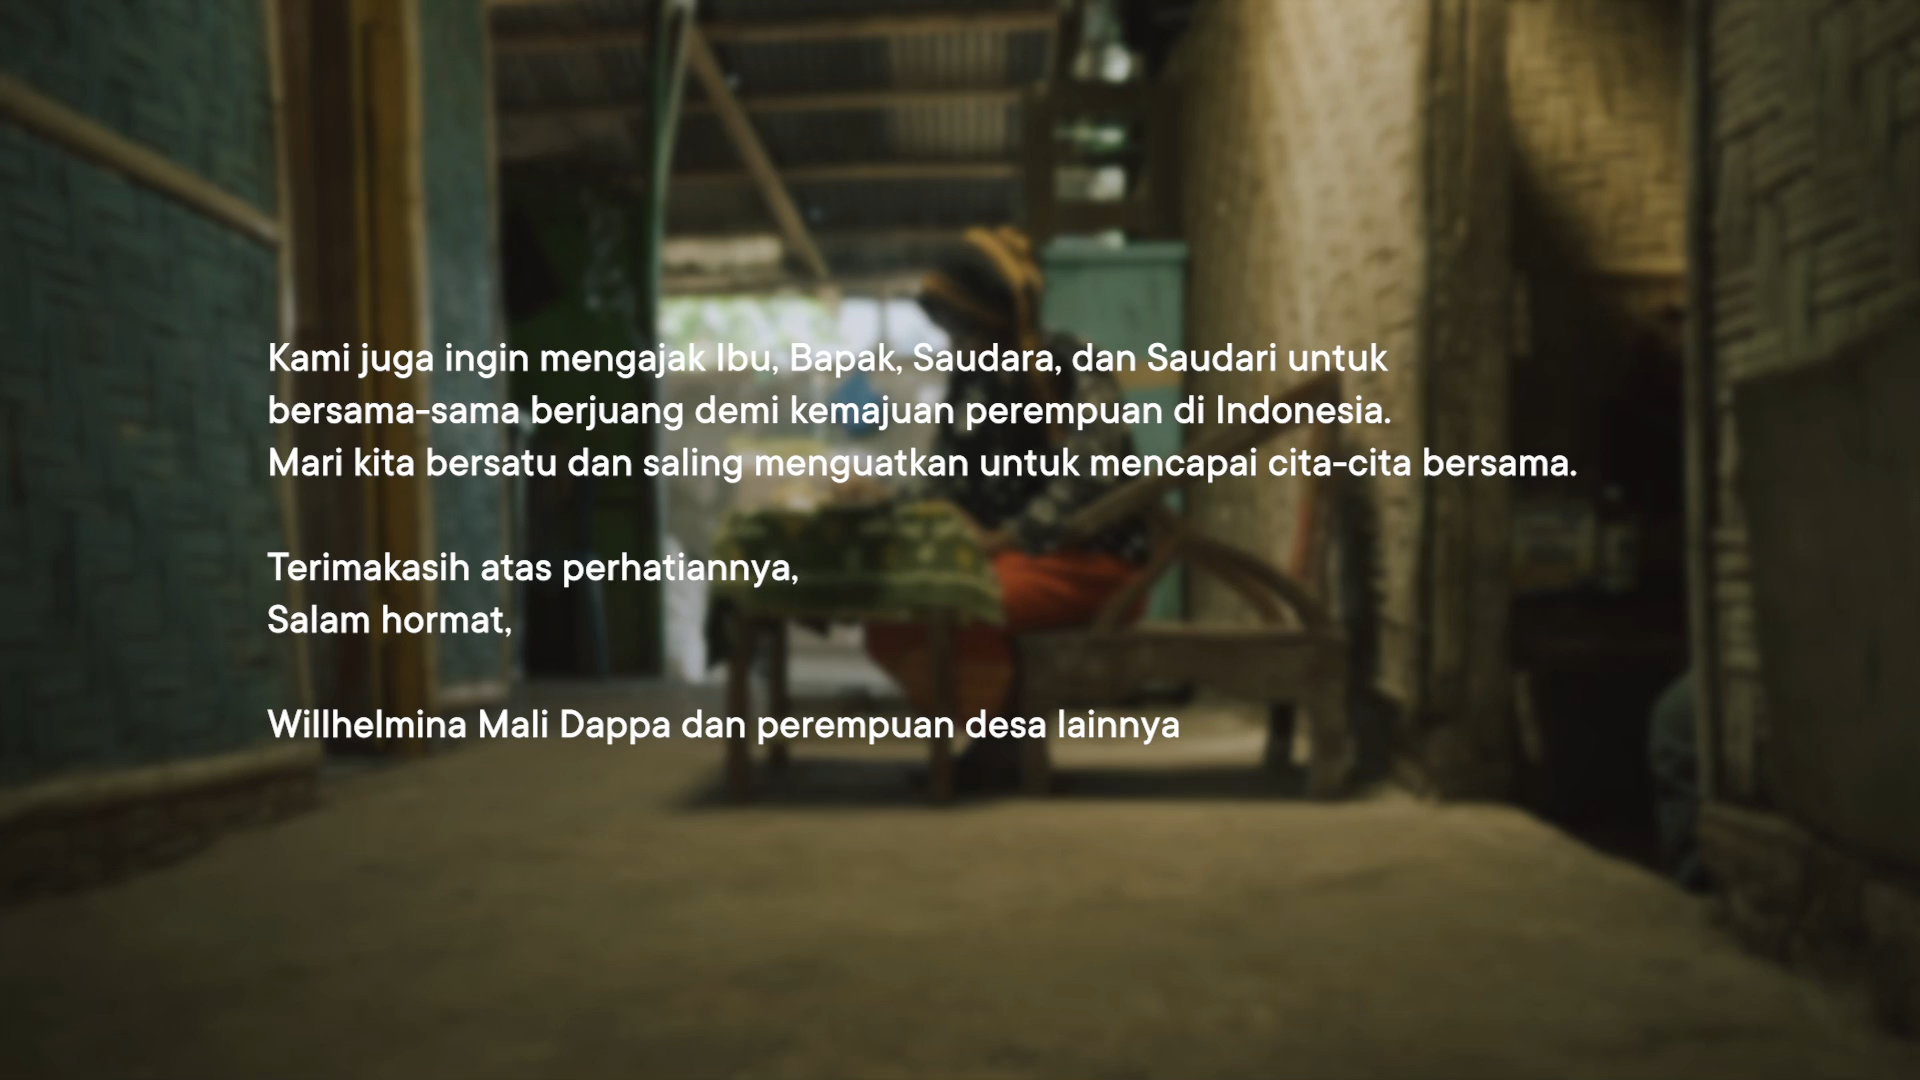 Kami juga ingin mengajak Ibu, Bapak, Saudara, dan Saudari untuk
bersama-sama berjuang demi kemajuan perempuan di Indonesia.
Mari kita bersatu dan saling menguatkan untuk mencapai cita-cita bersama.
Terimakasih atas perhatiannya,
Salam hormat,
Willhelmina Mali Dappa dan perempuan desa lainnya